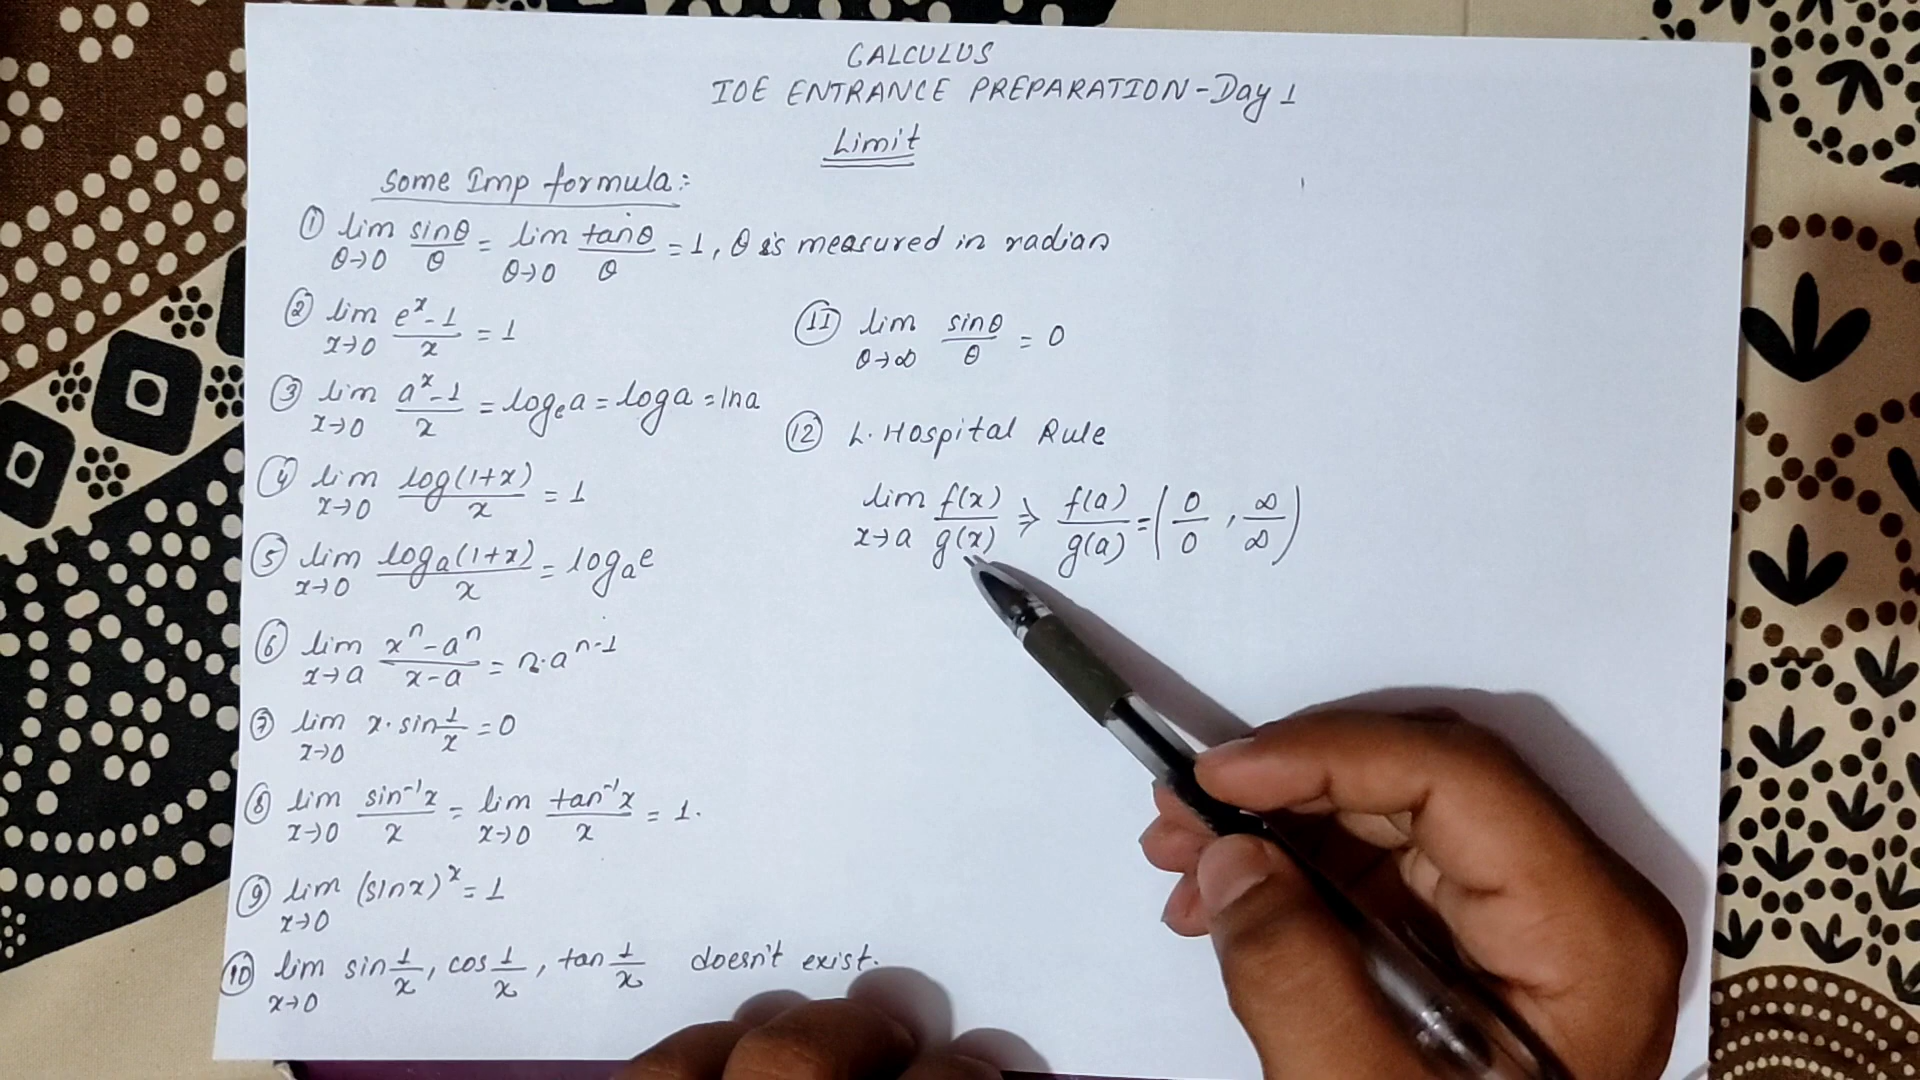 CALCULUS
IOE ENTRANCE PREPARATION - Day 1
Limit
Some Imp formula:
① lim θ→0 sinθ/θ = lim θ→0 tanθ/θ = 1, θ is measured in radian
② lim x→0 (e^x - 1)/x = 1
③ lim x→0 (a^x - 1)/x = log_e a = log a = ln a
④ lim x→0 log(1+x)/x = 1
⑤ lim x→0 log_a(1+x)/x = log_a e
⑥ lim x→a (x^n - a^n)/(x - a) = n·a^(n-1)
⑦ lim x→0 x·sin 1/x = 0
⑧ lim x→0 sin⁻¹x/x = lim x→0 tan⁻¹x/x = 1.
⑨ lim x→0 (sinx)^x = 1
⑩ lim x→0 sin 1/x, cos 1/x, tan 1/x doesn't exist.
⑪ lim θ→∞ sinθ/θ = 0
⑫ L. Hospital Rule
lim x→a f(x)/g(x) ⇒ f(a)/g(a) = (0/0, ∞/∞)